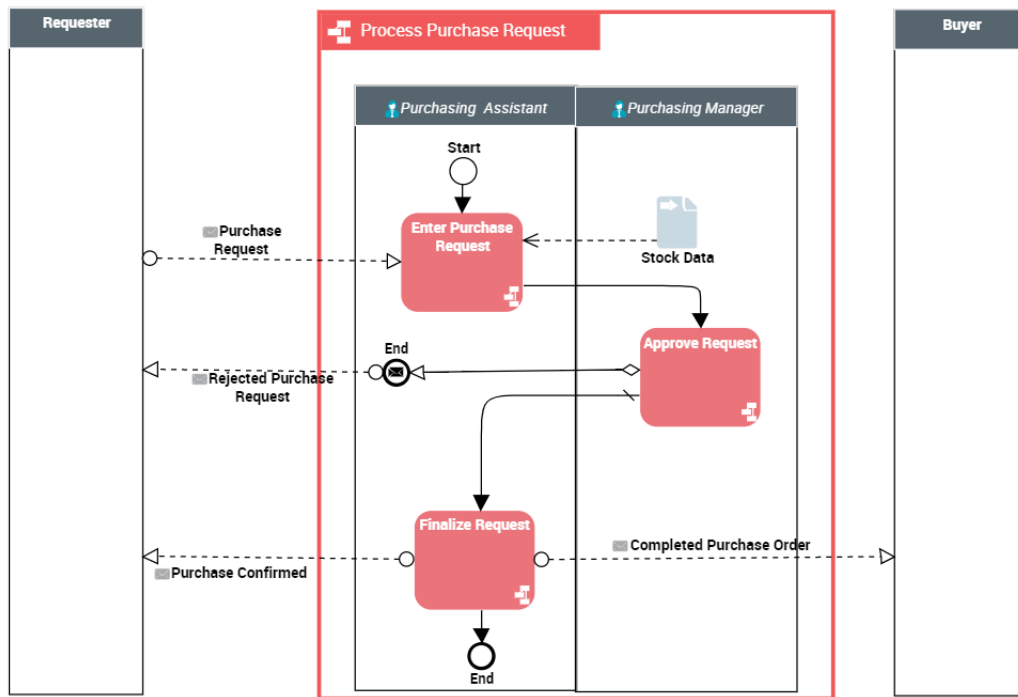 Requester
Process Purchase Request
Buyer
Purchasing Assistant
Purchasing Manager
Start
Enter Purchase
Request
Purchase
Request
Stock Data
Approve Request
End
Rejected Purchase
Request
Finalize Request
Completed Purchase Order
Purchase Confirmed
End